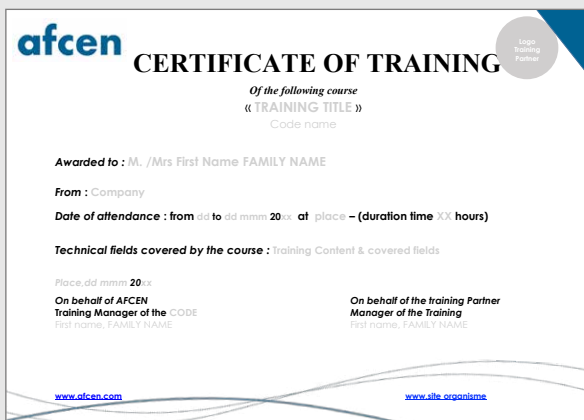 afcen
Logo
Training
Partner
CERTIFICATE OF TRAINING
Of the following course
« TRAINING TITLE »
Code name
Awarded to : M. /Mrs First Name FAMILY NAME
From : Company
Date of attendance : from dd to dd mmm 20xx at place – (duration time XX hours)
Technical fields covered by the course : Training Content & covered fields
Place,dd mmm 20xx
On behalf of AFCEN
Training Manager of the CODE
First name, FAMILY NAME
On behalf of the training Partner
Manager of the Training
First name, FAMILY NAME
www.afcen.com
www.site organisme